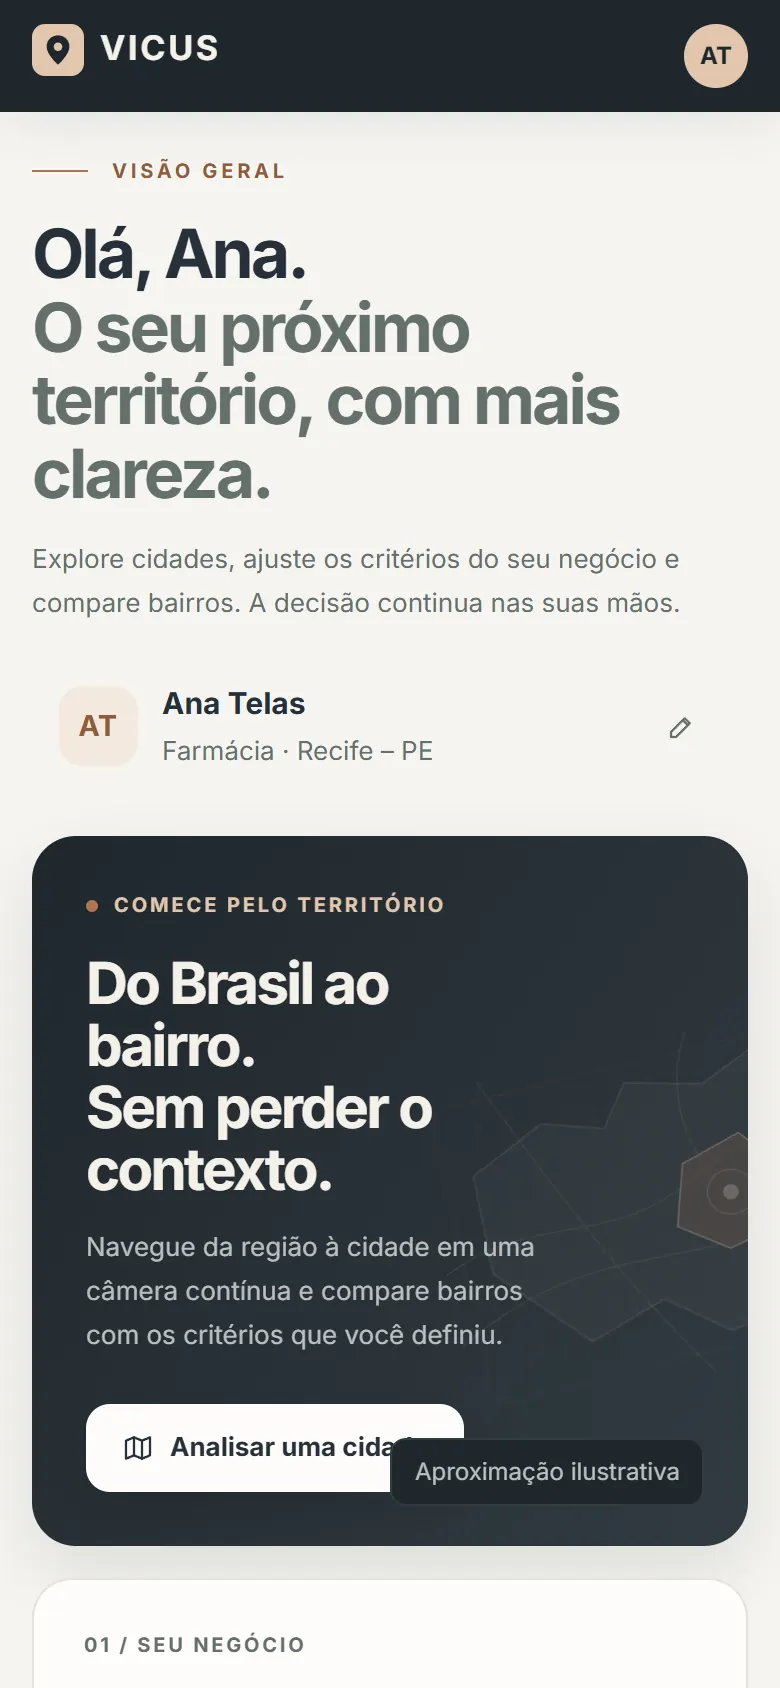 VICUS
AT
VISÃO GERAL
Olá, Ana.
O seu próximo
território, com mais
clareza.
Explore cidades, ajuste os critérios do seu negócio e
compare bairros. A decisão continua nas suas mãos.
AT
Ana Telas
Farmácia · Recife – PE
COMECE PELO TERRITÓRIO
Do Brasil ao
bairro.
Sem perder o
contexto.
Navegue da região à cidade em uma
câmera contínua e compare bairros
com os critérios que você definiu.
Analisar uma
Aproximação ilustrativa
01 / SEU NEGÓCIO